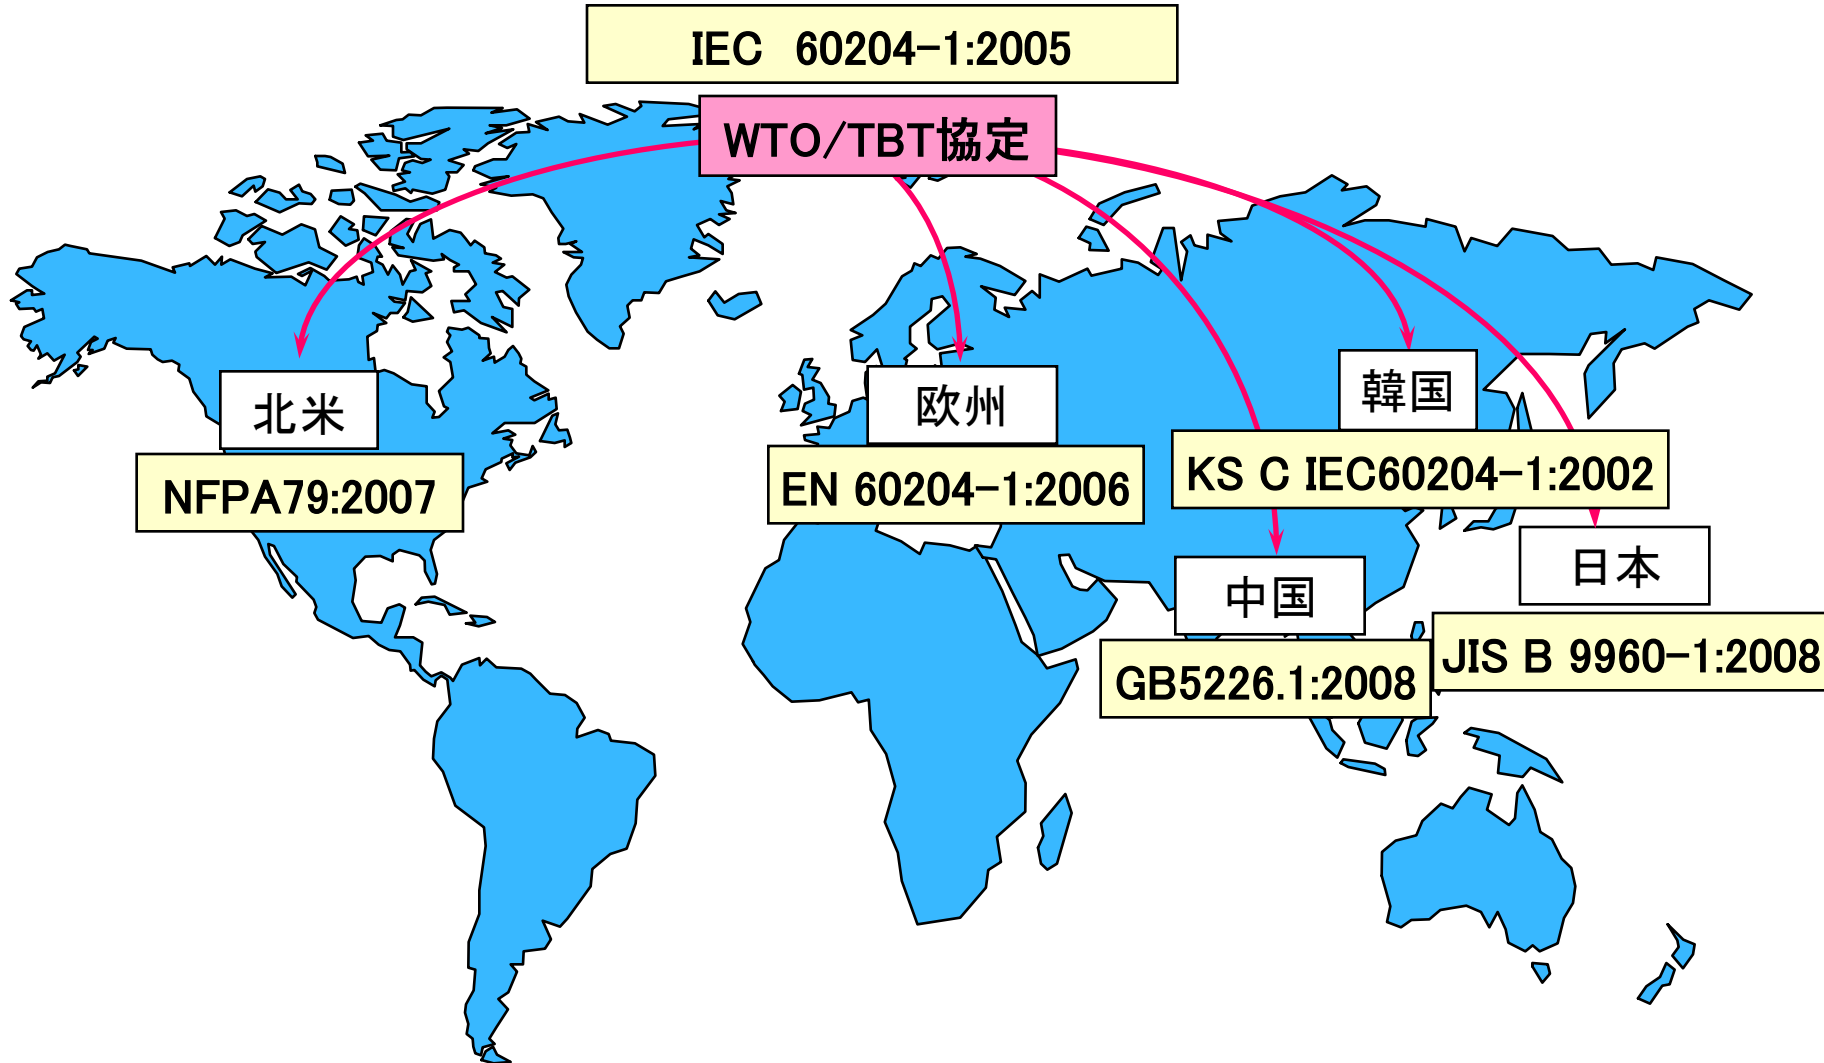 IEC 60204-1:2005
WTO/TBT協定
北米
NFPA79:2007
欧州
EN 60204-1:2006
韓国
KS C IEC60204-1:2002
中国
GB5226.1:2008
日本
JIS B 9960-1:2008